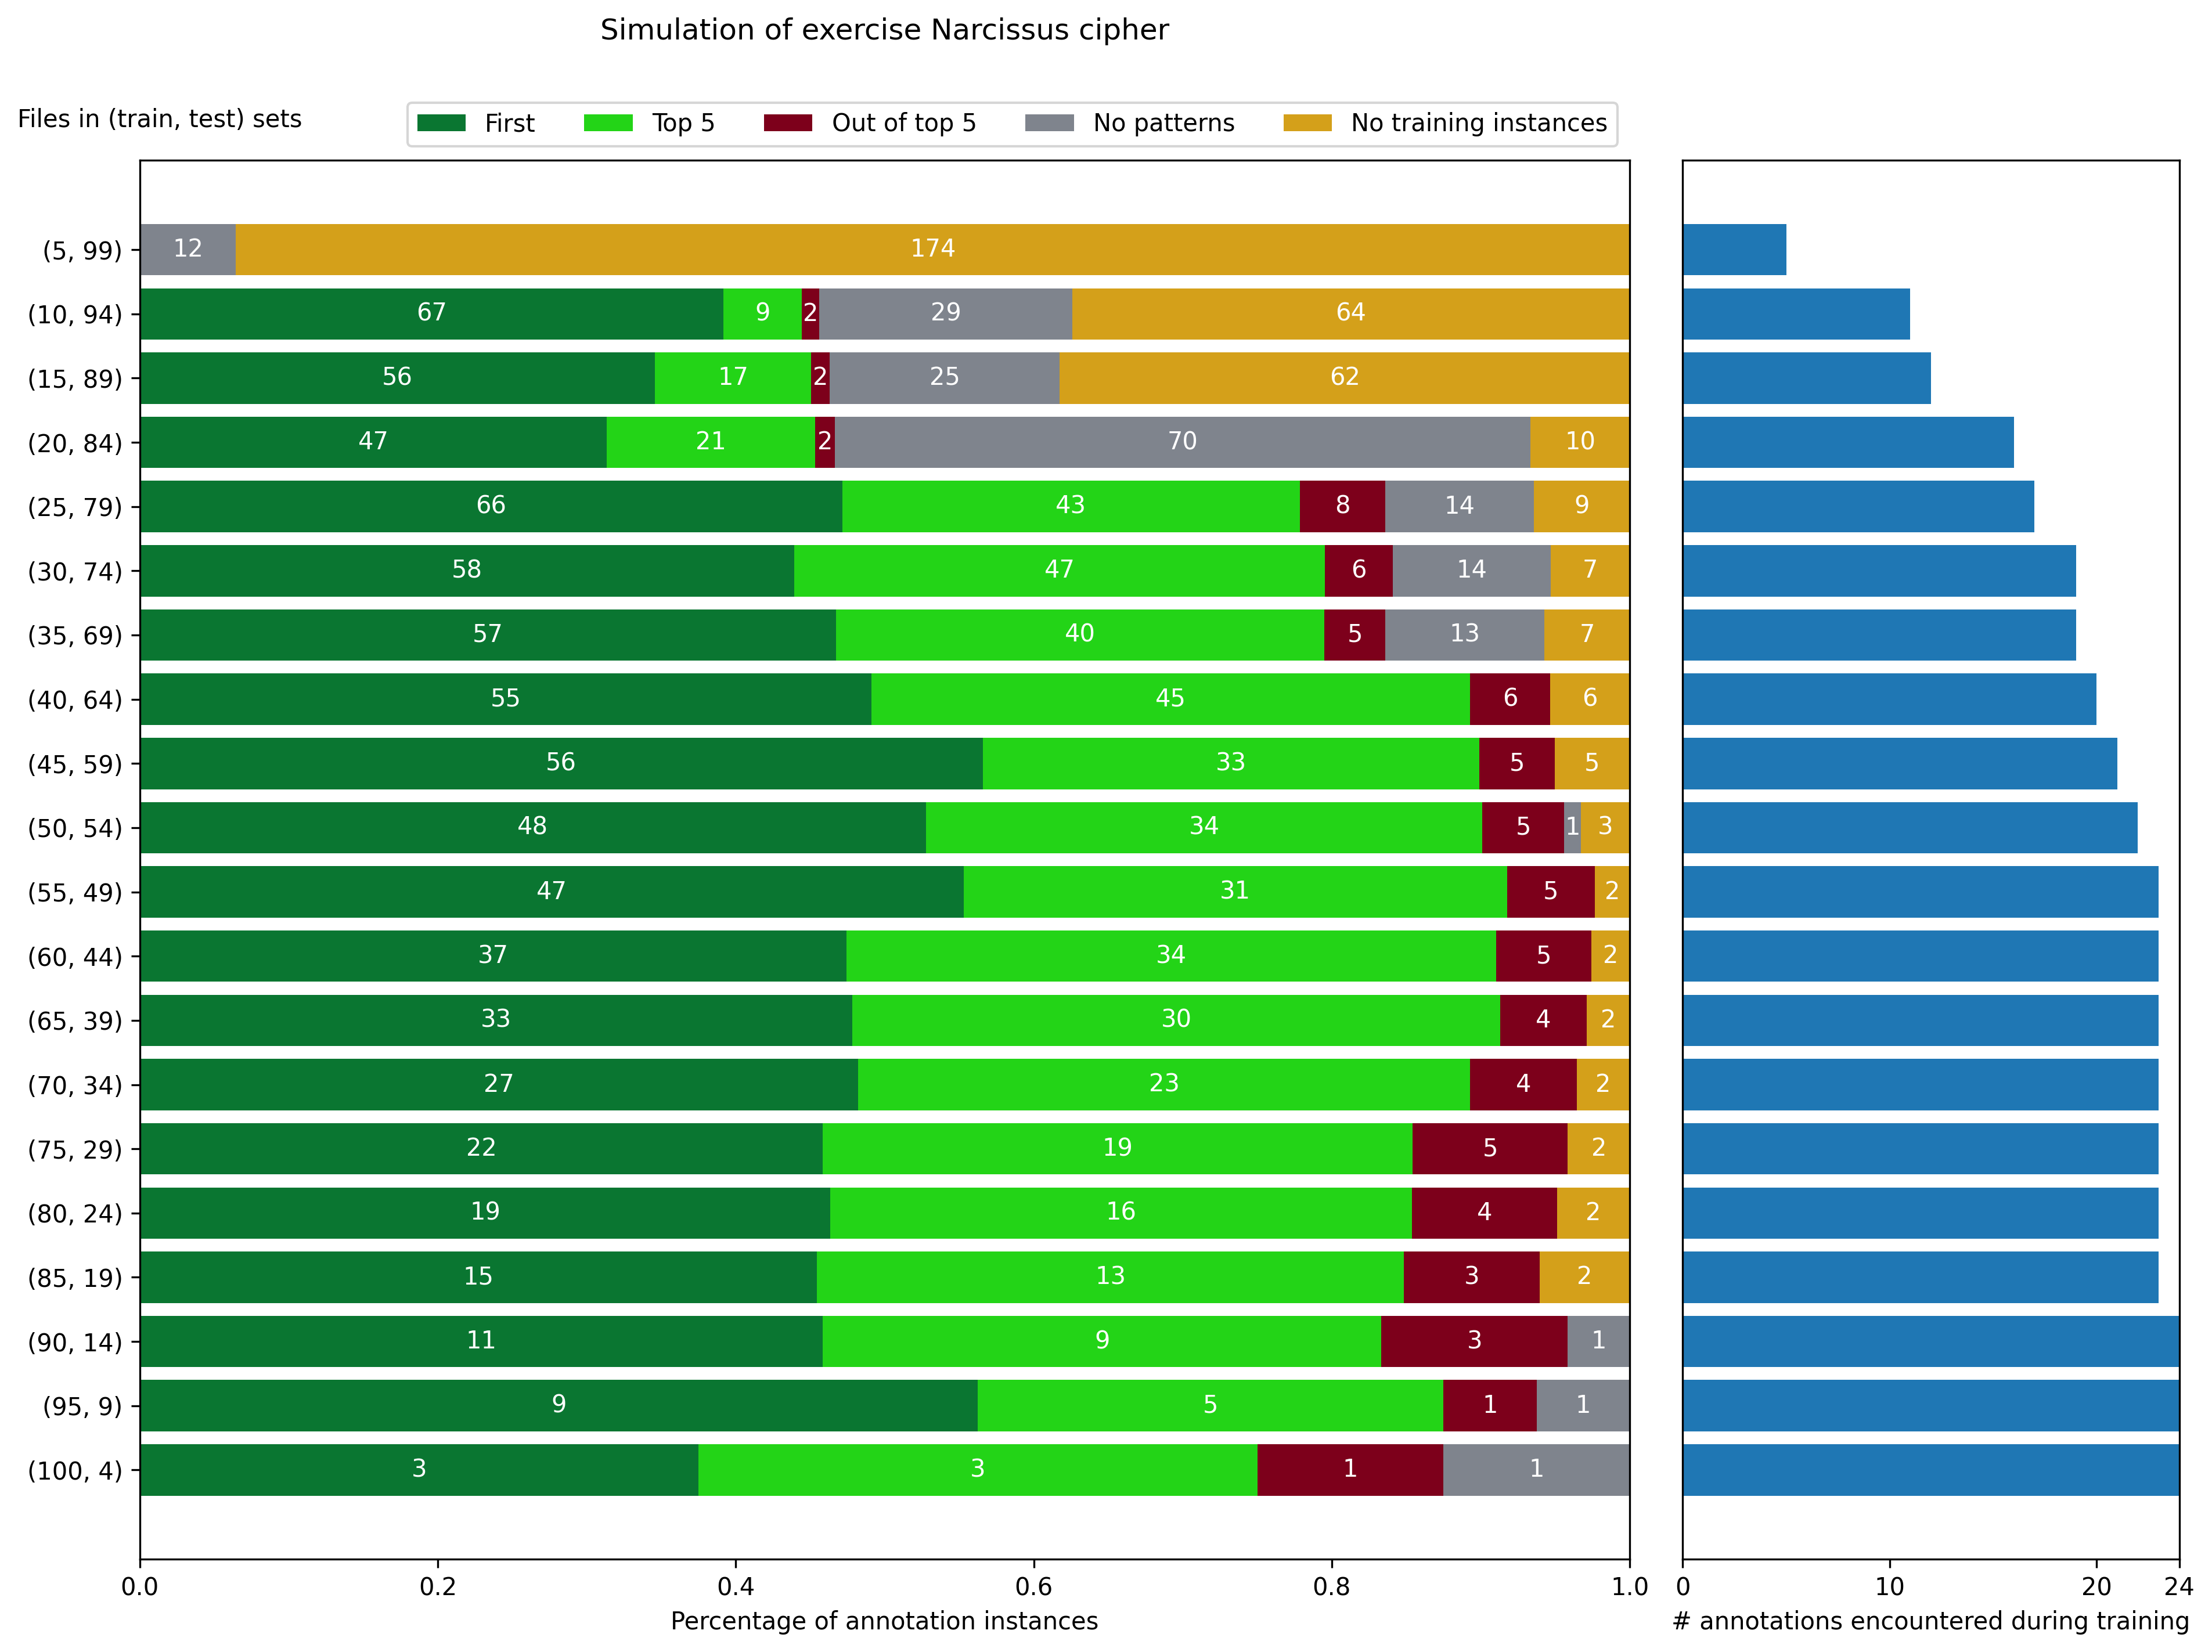 Simulation of exercise Narcissus cipher
Files in (train, test) sets
First Top 5 Out of top 5 No patterns No training instances
(5, 99) 12 174
(10, 94) 67 9 2 29 64
(15, 89) 56 17 2 25 62
(20, 84) 47 21 2 70 10
(25, 79) 66 43 8 14 9
(30, 74) 58 47 6 14 7
(35, 69) 57 40 5 13 7
(40, 64) 55 45 6 6
(45, 59) 56 33 5 5
(50, 54) 48 34 5 1 3
(55, 49) 47 31 5 2
(60, 44) 37 34 5 2
(65, 39) 33 30 4 2
(70, 34) 27 23 4 2
(75, 29) 22 19 5 2
(80, 24) 19 16 4 2
(85, 19) 15 13 3 2
(90, 14) 11 9 3 1
(95, 9) 9 5 1 1
(100, 4) 3 3 1 1
0.0 0.2 0.4 0.6 0.8 1.0 0 10 20 24
Percentage of annotation instances # annotations encountered during training